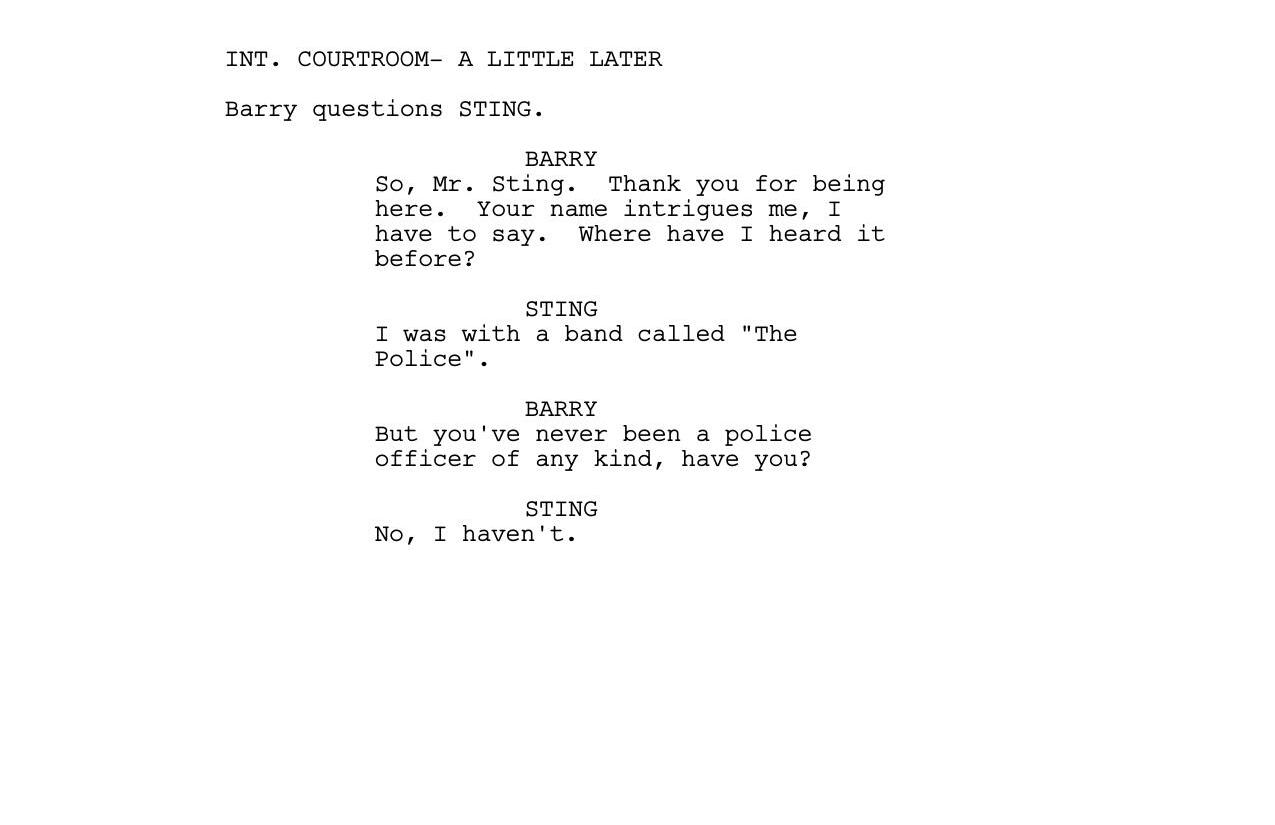 INT. COURTROOM- A LITTLE LATER
Barry questions STING.
BARRY
So, Mr. Sting.  Thank you for being
here.  Your name intrigues me, I
have to say.  Where have I heard it
before?
STING
I was with a band called "The
Police".
BARRY
But you've never been a police
officer of any kind, have you?
STING
No, I haven't.